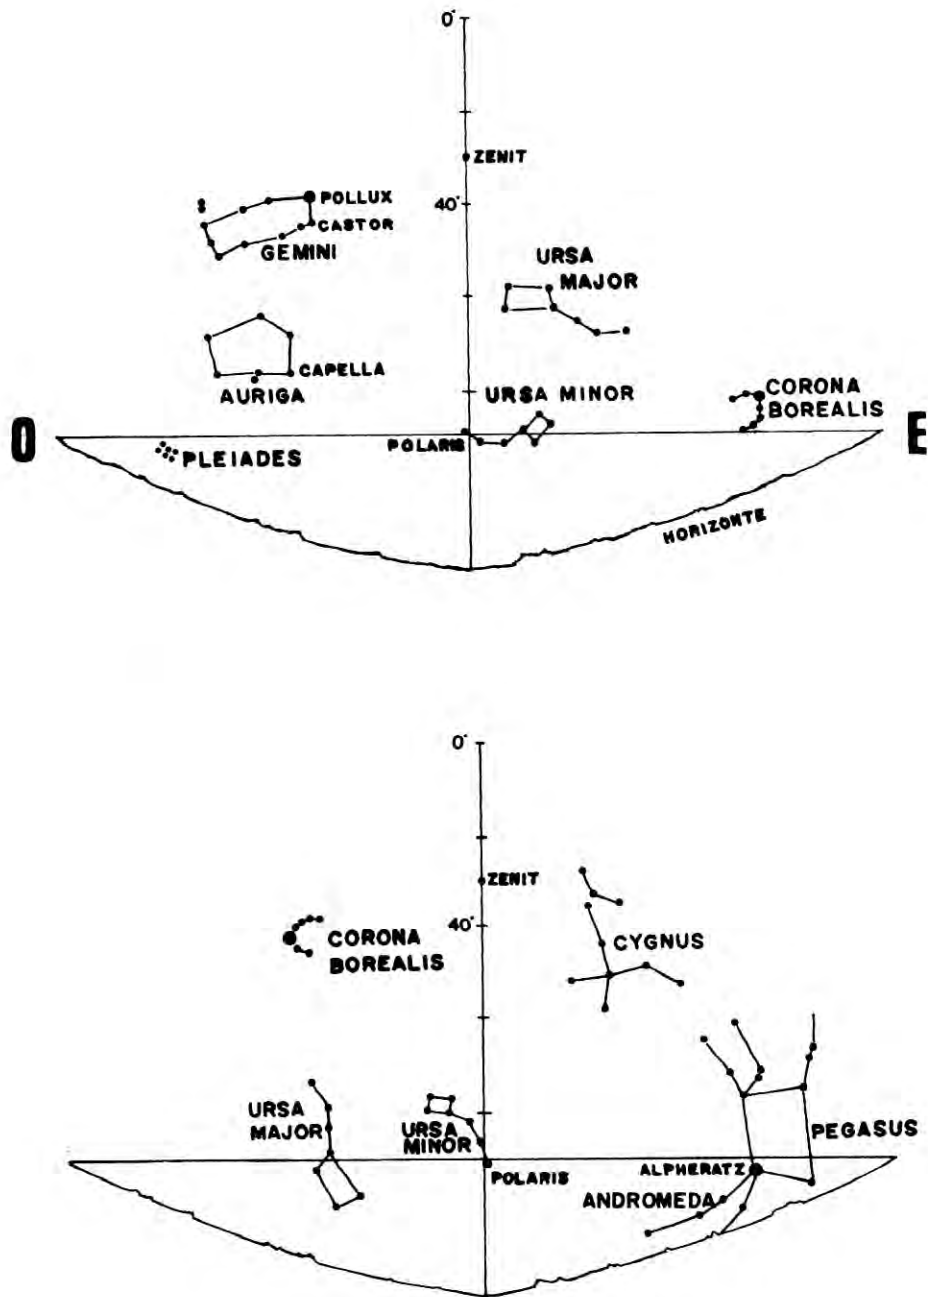 0°
ZENIT
40°
POLLUX
CASTOR
GEMINI
URSA
MAJOR
CAPELLA
AURIGA
URSA MINOR
CORONA
BOREALIS
O
POLARIS
E
PLEIADES
HORIZONTE
0°
ZENIT
40°
CORONA
BOREALIS
CYGNUS
URSA
MAJOR
URSA
MINOR
PEGASUS
POLARIS
ALPHERATZ
ANDROMEDA